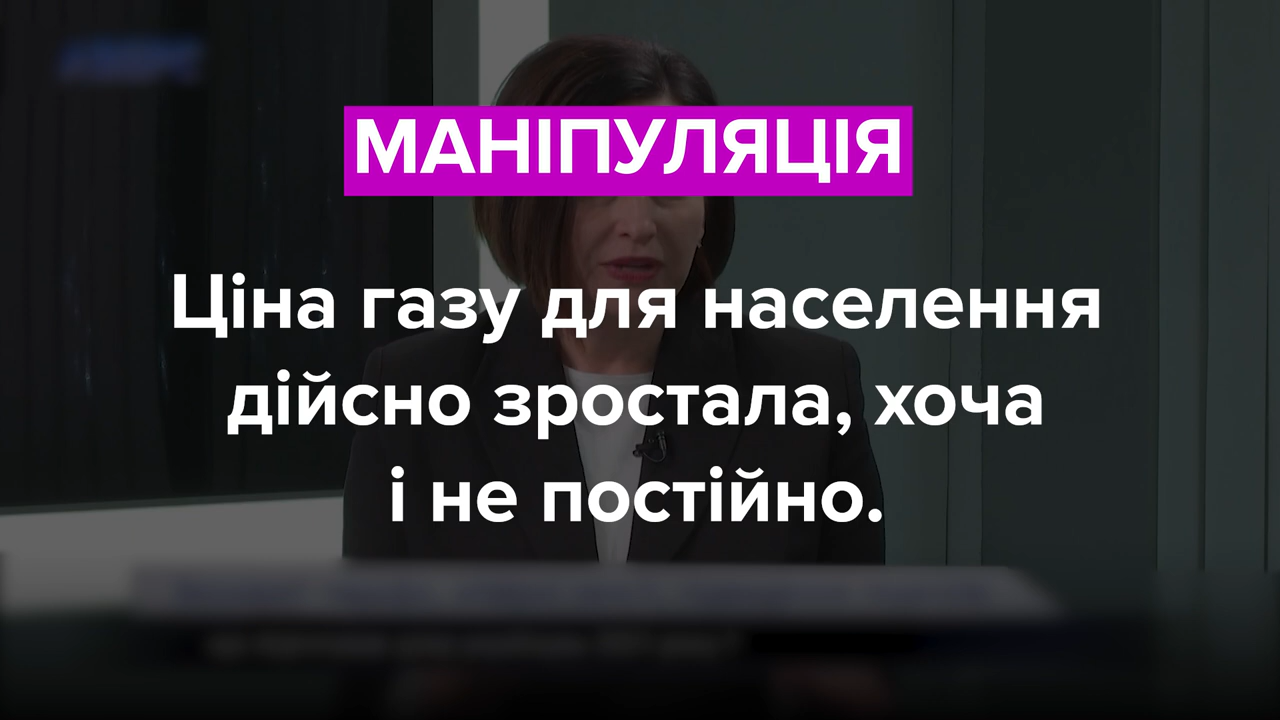 МАНІПУЛЯЦІЯ
Ціна газу для населення
дійсно зростала, хоча
і не постійно.